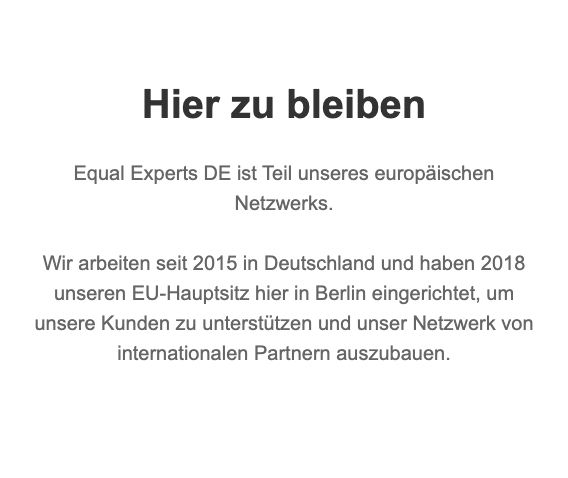 Hier zu bleiben
Equal Experts DE ist Teil unseres europäischen
Netzwerks.
Wir arbeiten seit 2015 in Deutschland und haben 2018
unseren EU-Hauptsitz hier in Berlin eingerichtet, um
unsere Kunden zu unterstützen und unser Netzwerk von
internationalen Partnern auszubauen.